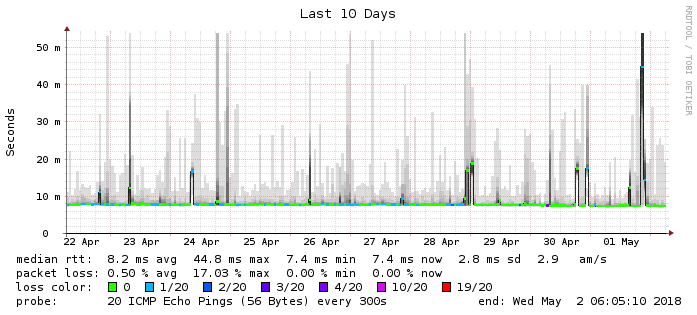 Last 10 Days
RRDTOOL / TOBI OETIKER
Seconds
50 m
40 m
30 m
20 m
10 m
0
22 Apr 23 Apr 24 Apr 25 Apr 26 Apr 27 Apr 28 Apr 29 Apr 30 Apr 01 May
median rtt: 8.2 ms avg 44.8 ms max 7.4 ms min 7.4 ms now 2.8 ms sd 2.9 am/s
packet loss: 0.50 % avg 17.03 % max 0.00 % min 0.00 % now
loss color: 0 1/20 2/20 3/20 4/20 10/20 19/20
probe: 20 ICMP Echo Pings (56 Bytes) every 300s end: Wed May 2 06:05:10 2018